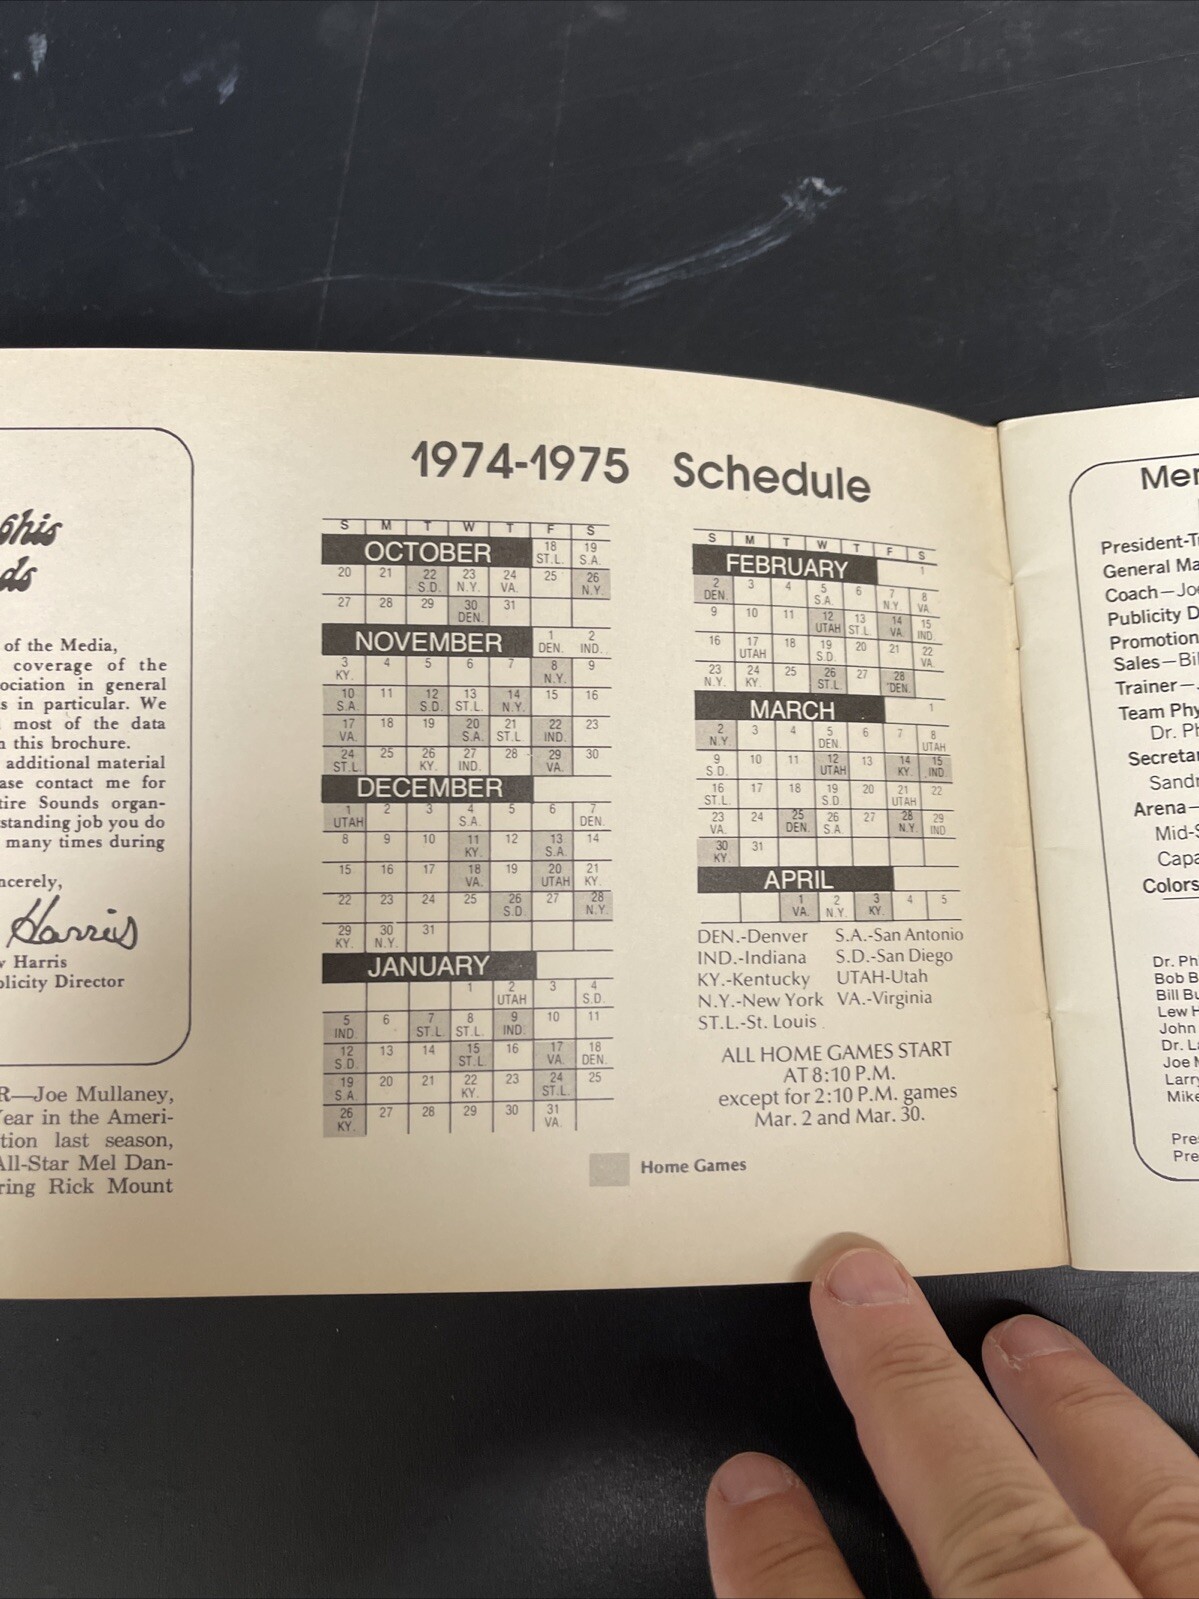 phis
ds
of the Media,
coverage of the
ociation in general
s in particular. We
most of the data
n this brochure.
additional material
ase contact me for
tire Sounds organ-
standing job you do
many times during
ncerely,
Harris
w Harris
blicity Director
R—Joe Mullaney,
Year in the Ameri-
tion last season,
All-Star Mel Dan-
ring Rick Mount
1974-1975 Schedule
S M T W T F S
OCTOBER 18 ST.L. 19 S.A.
20 21 22 S.D. 23 N.Y. 24 VA. 25 26 N.Y.
27 28 29 30 DEN. 31
NOVEMBER 1 DEN. 2 IND.
3 KY. 4 5 6 7 8 N.Y. 9
10 S.A. 11 12 S.D. 13 ST.L. 14 N.Y. 15 16
17 VA. 18 19 20 S.A. 21 ST.L. 22 IND. 23
24 ST.L. 25 26 KY. 27 IND. 28 29 VA. 30
DECEMBER
1 UTAH 2 3 4 S.A. 5 6 7 DEN.
8 9 10 11 KY. 12 13 S.A. 14
15 16 17 18 VA. 19 20 UTAH 21 KY.
22 23 24 25 26 S.D. 27 28 N.Y.
29 KY. 30 N.Y. 31
JANUARY
1 2 UTAH 3 4 S.D.
5 IND. 6 7 ST.L. 8 ST.L. 9 IND. 10 11
12 S.D. 13 14 15 ST.L. 16 17 VA. 18 DEN.
19 S.A. 20 21 22 KY. 23 24 ST.L. 25
26 KY. 27 28 29 30 31 VA.
S M T W T F S
FEBRUARY 1
2 DEN. 3 4 5 S.A. 6 7 N.Y. 8 VA.
9 10 11 12 UTAH 13 ST.L. 14 VA. 15 IND.
16 17 UTAH 18 19 S.D. 20 21 22 VA.
23 N.Y. 24 KY. 25 26 ST.L. 27 28 DEN.
MARCH 1
2 N.Y. 3 4 5 DEN. 6 7 8 UTAH
9 S.D. 10 11 12 UTAH 13 14 KY. 15 IND.
16 ST.L. 17 18 19 S.D. 20 21 UTAH 22
23 VA. 24 25 DEN. 26 S.A. 27 28 N.Y. 29 IND
30 KY. 31
APRIL
1 VA. 2 N.Y. 3 KY. 4 5
DEN.-Denver S.A.-San Antonio
IND.-Indiana S.D.-San Diego
KY.-Kentucky UTAH-Utah
N.Y.-New York VA.-Virginia
ST.L.-St. Louis
ALL HOME GAMES START
AT 8:10 P.M.
except for 2:10 P.M. games
Mar. 2 and Mar. 30.
Home Games
Mer
President-Tr
General Ma
Coach—Joe
Publicity D
Promotion
Sales—Bil
Trainer—
Team Phy
Dr. Ph
Secretar
Sandr
Arena—
Mid-S
Capa
Colors
Dr. Phi
Bob B
Bill Bu
Lew H
John
Dr. La
Joe M
Larry
Mike
Pres
Pre